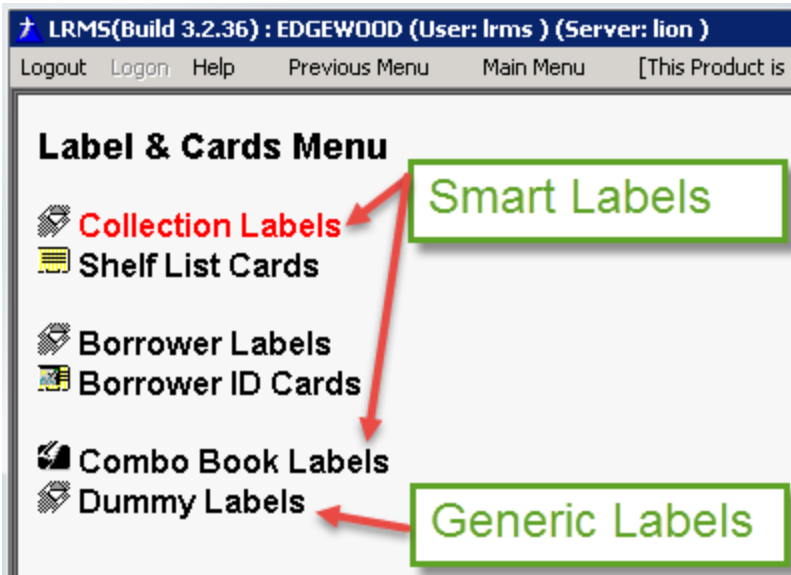 LRMS(Build 3.2.36) : EDGEWOOD (User: lrms ) (Server: lion )
Logout Logon Help Previous Menu Main Menu [This Product is
Label & Cards Menu
Smart Labels
Collection Labels
Shelf List Cards
Borrower Labels
Borrower ID Cards
Combo Book Labels
Dummy Labels
Generic Labels